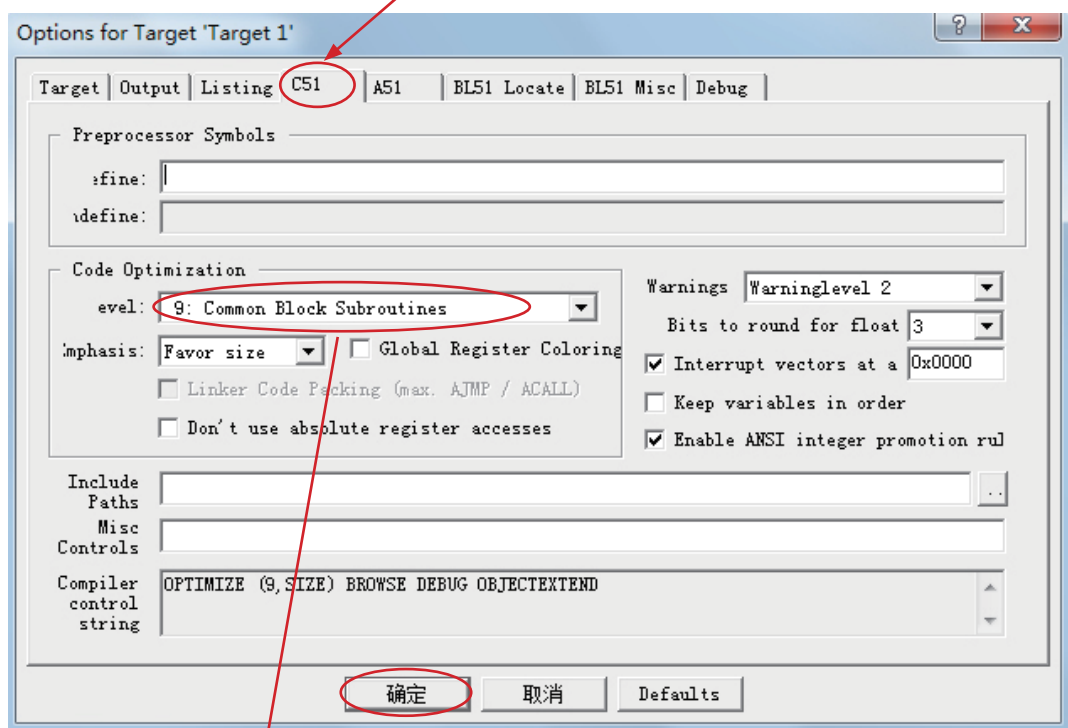 Options for Target 'Target 1'
Target Output Listing C51 A51 BL51 Locate BL51 Misc Debug
Preprocessor Symbols
efine:
ndefine:
Code Optimization
evel: 9: Common Block Subroutines
Emphasis: Favor size Global Register Coloring
Linker Code Packing (max. AJMP / ACALL)
Don't use absolute register accesses
Warnings Warninglevel 2
Bits to round for float 3
Interrupt vectors at a 0x0000
Keep variables in order
Enable ANSI integer promotion rul
Include Paths
..
Misc Controls
Compiler control string
OPTIMIZE (9,SIZE) BROWSE DEBUG OBJECTEXTEND
确定 取消 Defaults